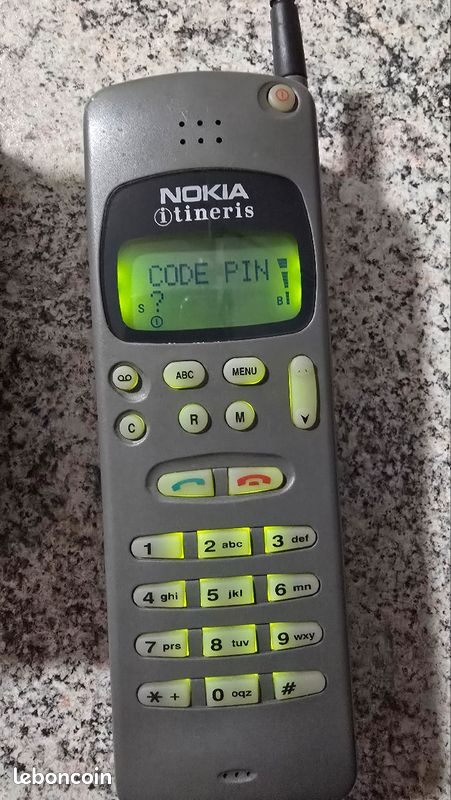 NOKIA
itineris
CODE PIN
S ? B
ABC MENU
C R M
1 2 abc 3 def
4 ghi 5 jkl 6 mn
7 prs 8 tuv 9 wxy
* + 0 oqz #
leboncoin